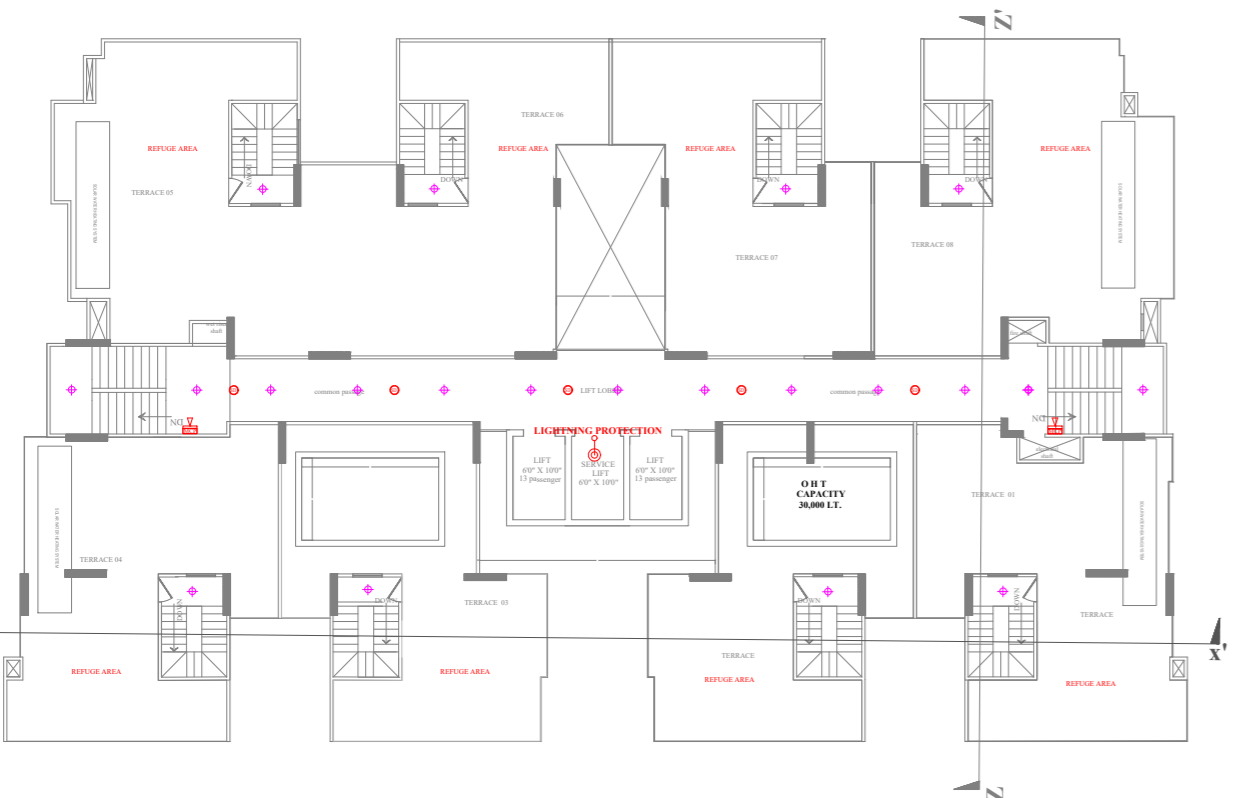 Z'
TERRACE 06
REFUGE AREA
REFUGE AREA
REFUGE AREA
REFUGE AREA
DOWN
DOWN
DOWN
DOWN
TERRACE 05
TERRACE 08
TERRACE 07
shaft
common passage
LIFT LOBBY
common passage
DN
DN
LIGHTNING PROTECTION
LIFT
6'0" X 10'0"
13 passenger
SERVICE
LIFT
6'0" X 10'0"
LIFT
6'0" X 10'0"
13 passenger
shaft
O H T
CAPACITY
30,000 LT.
TERRACE 01
TERRACE 04
DOWN
DOWN
DOWN
DOWN
TERRACE 03
TERRACE
TERRACE
x'
REFUGE AREA
REFUGE AREA
REFUGE AREA
REFUGE AREA
Z